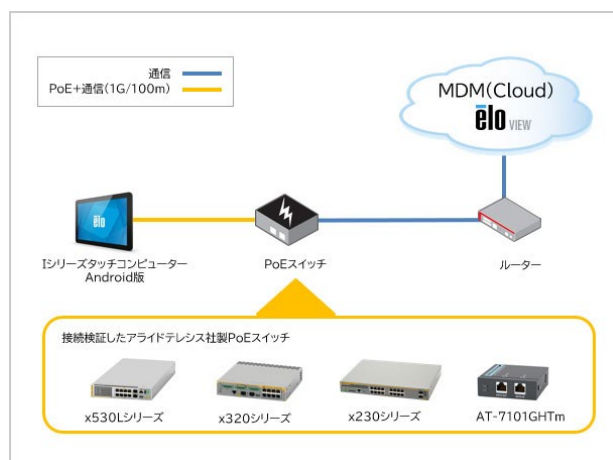 通信
PoE+通信(1G/100m)
MDM(Cloud)
ēlo VIEW
ēlo
Iシリーズタッチコンピューター
Android版
PoEスイッチ
ルーター
接続検証したアライドテレシス社製PoEスイッチ
x530Lシリーズ
x320シリーズ
x230シリーズ
AT-7101GHTm